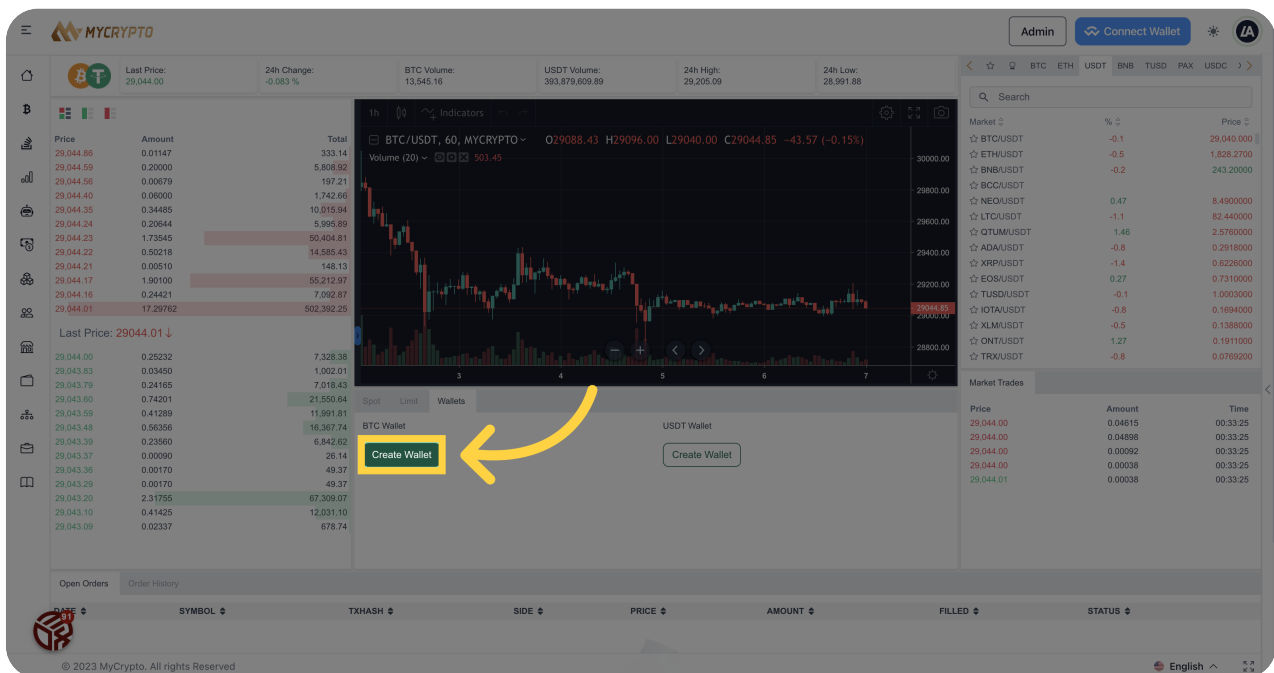 MYCRYPTO
Admin
Connect Wallet
Last Price:
29,044.00
24h Change:
-0.083 %
BTC Volume:
13,545.16
USDT Volume:
393,879,609.89
24h High:
29,205.09
24h Low:
28,991.88
BTC ETH USDT BNB TUSD PAX USDC
Price Amount Total
29,044.86 0.01147 333.14
29,044.59 0.20000 5,808.92
29,044.56 0.00679 197.21
29,044.40 0.06000 1,742.66
29,044.35 0.34485 10,015.94
29,044.24 0.20644 5,995.89
29,044.23 1.73545 50,404.81
29,044.22 0.50218 14,585.43
29,044.21 0.00510 148.13
29,044.17 1.90100 55,212.97
29,044.16 0.24421 7,092.87
29,044.01 17.29762 502,392.25
Last Price: 29044.01↓
29,044.00 0.25232 7,328.38
29,043.83 0.03450 1,002.01
29,043.79 0.24165 7,018.43
29,043.60 0.74201 21,550.64
29,043.59 0.41289 11,991.81
29,043.48 0.56356 16,367.74
29,043.39 0.23560 6,842.62
29,043.37 0.00090 26.14
29,043.36 0.00170 49.37
29,043.29 0.00170 49.37
29,043.20 2.31755 67,309.07
29,043.10 0.41425 12,031.10
29,043.09 0.02337 678.74
1h Indicators
BTC/USDT, 60, MYCRYPTO O29088.43 H29096.00 L29040.00 C29044.85 −43.57 (−0.15%)
Volume (20) 503.45
30000.00
29800.00
29600.00
29400.00
29200.00
29044.85
29000.00
28800.00
3 4 5 6 7
Spot Limit Wallets
BTC Wallet
Create Wallet
USDT Wallet
Create Wallet
Search
Market % Price
BTC/USDT -0.1 29,040.000
ETH/USDT -0.5 1,828.2700
BNB/USDT -0.2 243.20000
BCC/USDT
NEO/USDT 0.47 8.4900000
LTC/USDT -1.1 82.440000
QTUM/USDT 1.46 2.5760000
ADA/USDT -0.8 0.2918000
XRP/USDT -1.4 0.6226000
EOS/USDT 0.27 0.7310000
TUSD/USDT -0.1 1.0003000
IOTA/USDT -0.8 0.1694000
XLM/USDT -0.5 0.1388000
ONT/USDT 1.27 0.1911000
TRX/USDT -0.8 0.0769200
Market Trades
Price Amount Time
29,044.00 0.04615 00:33:25
29,044.00 0.04898 00:33:25
29,044.00 0.00092 00:33:25
29,044.00 0.00038 00:33:25
29,044.01 0.00038 00:33:25
Open Orders Order History
DATE SYMBOL TXHASH SIDE PRICE AMOUNT FILLED STATUS
91
© 2023 MyCrypto. All rights Reserved
English